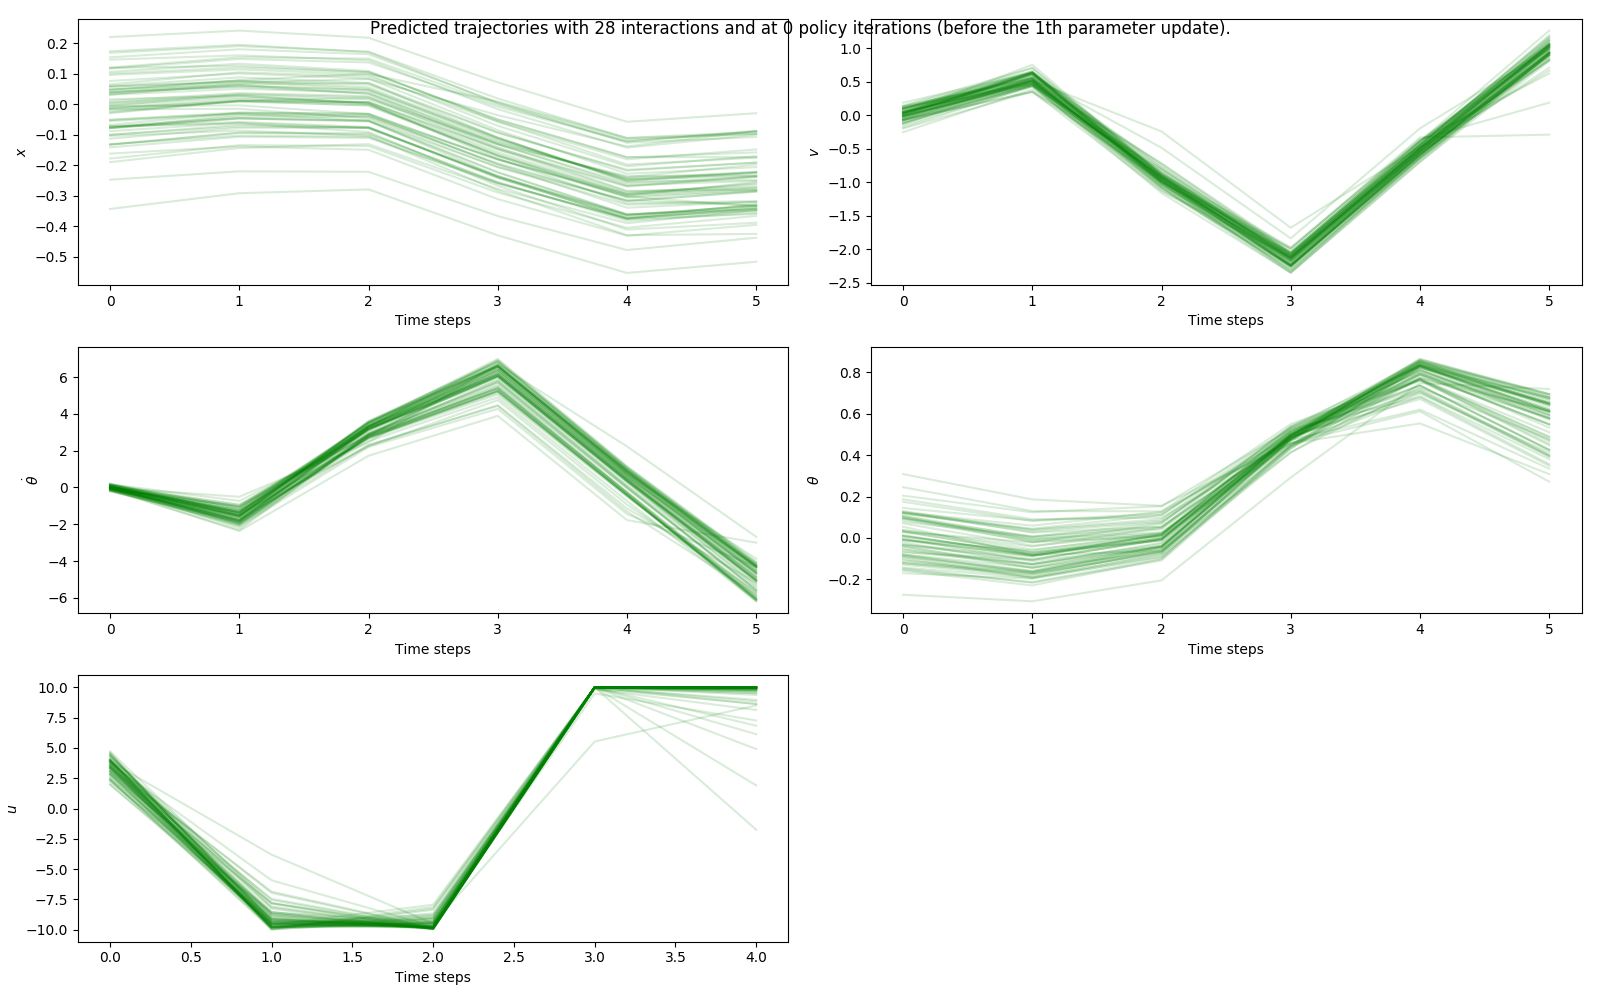 Predicted trajectories with 28 interactions and at 0 policy iterations (before the 1th parameter update).
0.2
0.1
0.0
−0.1
−0.2
−0.3
−0.4
−0.5
x
0 1 2 3 4 5
Time steps
1.0
0.5
0.0
−0.5
−1.0
−1.5
−2.0
−2.5
v
0 1 2 3 4 5
Time steps
6
4
2
0
−2
−4
−6
θ̇
0 1 2 3 4 5
Time steps
0.8
0.6
0.4
0.2
0.0
−0.2
θ
0 1 2 3 4 5
Time steps
10.0
7.5
5.0
2.5
0.0
−2.5
−5.0
−7.5
−10.0
u
0.0 0.5 1.0 1.5 2.0 2.5 3.0 3.5 4.0
Time steps